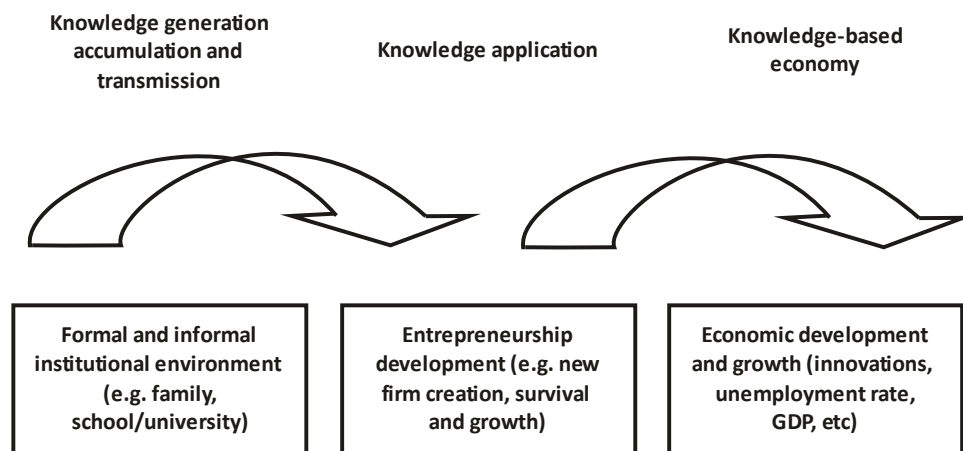 Knowledge generation
accumulation and
transmission
Knowledge application
Knowledge-based
economy
Formal and informal
institutional environment
(e.g. family,
school/university)
Entrepreneurship
development (e.g. new
firm creation, survival
and growth)
Economic development
and growth (innovations,
unemployment rate,
GDP, etc)